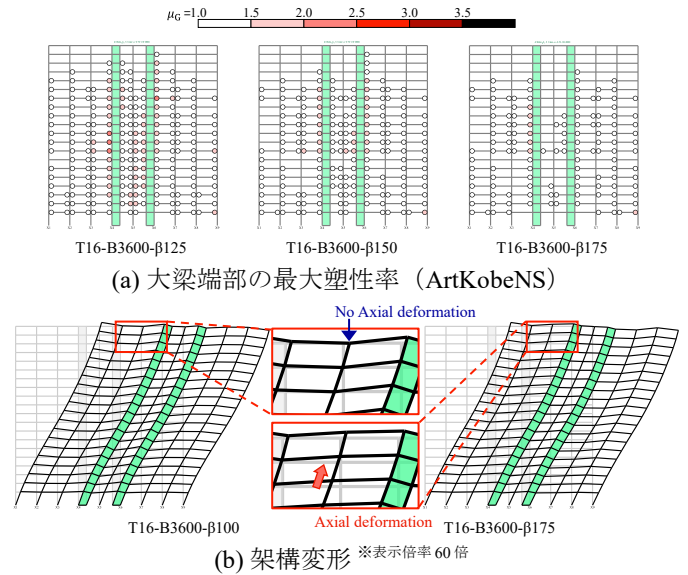 μG =1.0 1.5 2.0 2.5 3.0 3.5
T16-B3600-β125 T16-B3600-β150 T16-B3600-β175
(a) 大梁端部の最大塑性率（ArtKobeNS）
No Axial deformation
Axial deformation
T16-B3600-β100 T16-B3600-β175
(b) 架構変形 ※表示倍率 60 倍